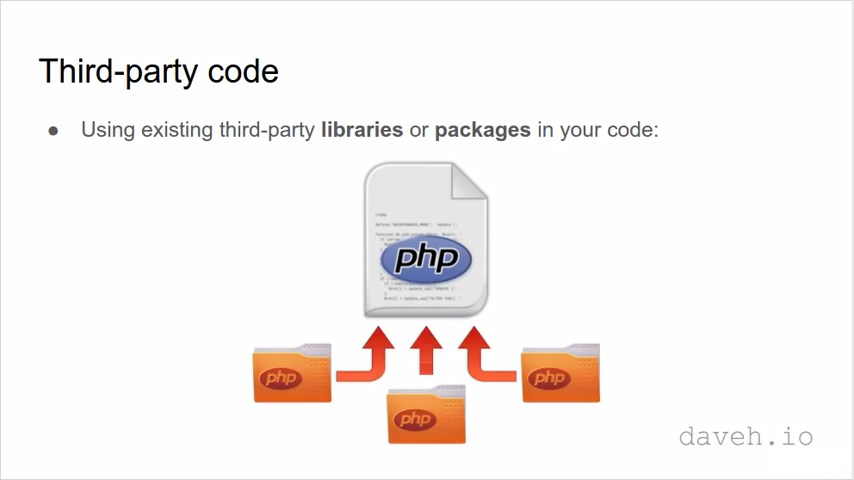 Third-party code
● Using existing third-party libraries or packages in your code:
php
php
php
php
daveh.io